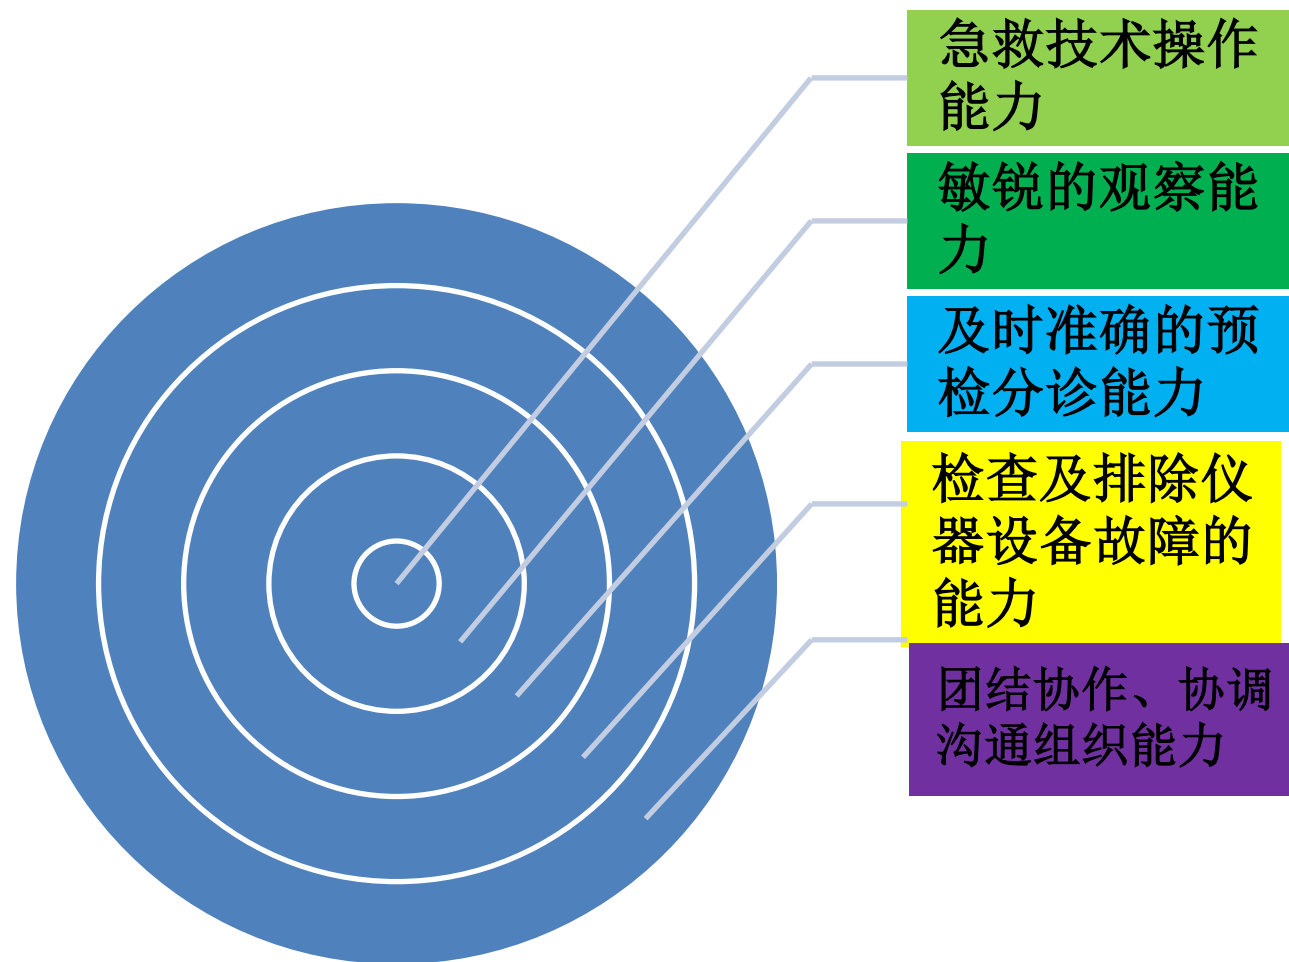 急救技术操作
能力
敏锐的观察能
力
及时准确的预
检分诊能力
检查及排除仪
器设备故障的
能力
团结协作、协调
沟通组织能力